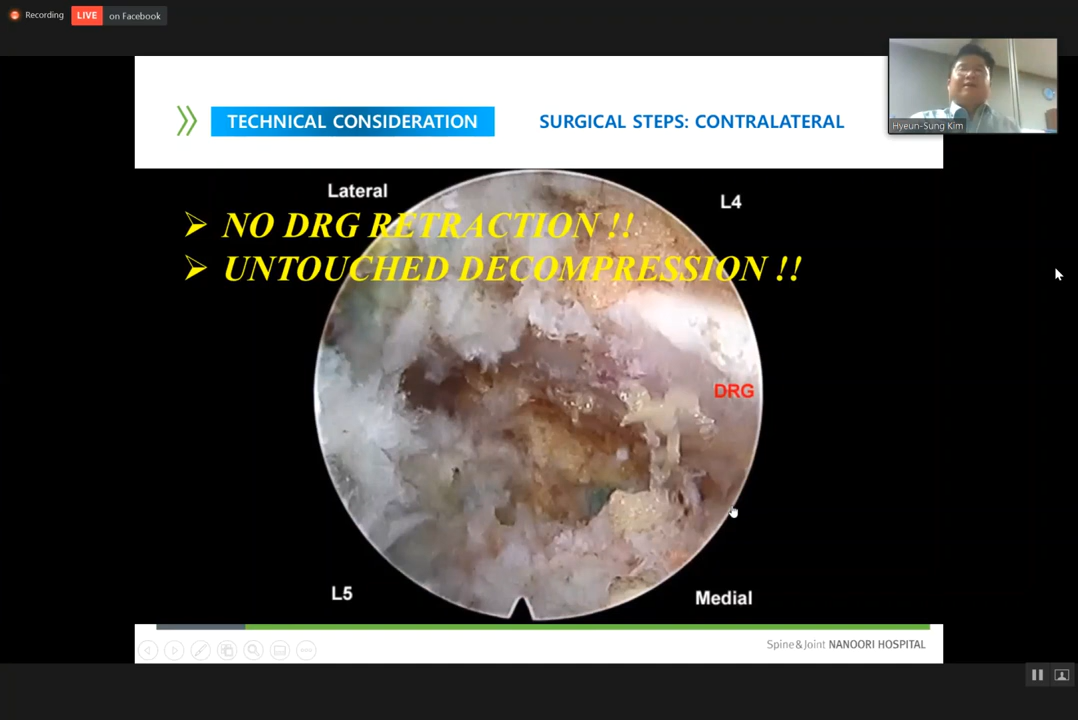 Recording LIVE on Facebook
TECHNICAL CONSIDERATION
SURGICAL STEPS: CONTRALATERAL
Hyeun-Sung Kim
Lateral
L4
➢ NO DRG RETRACTION !!
➢ UNTOUCHED DECOMPRESSION !!
DRG
L5
Medial
Spine&Joint NANOORI HOSPITAL